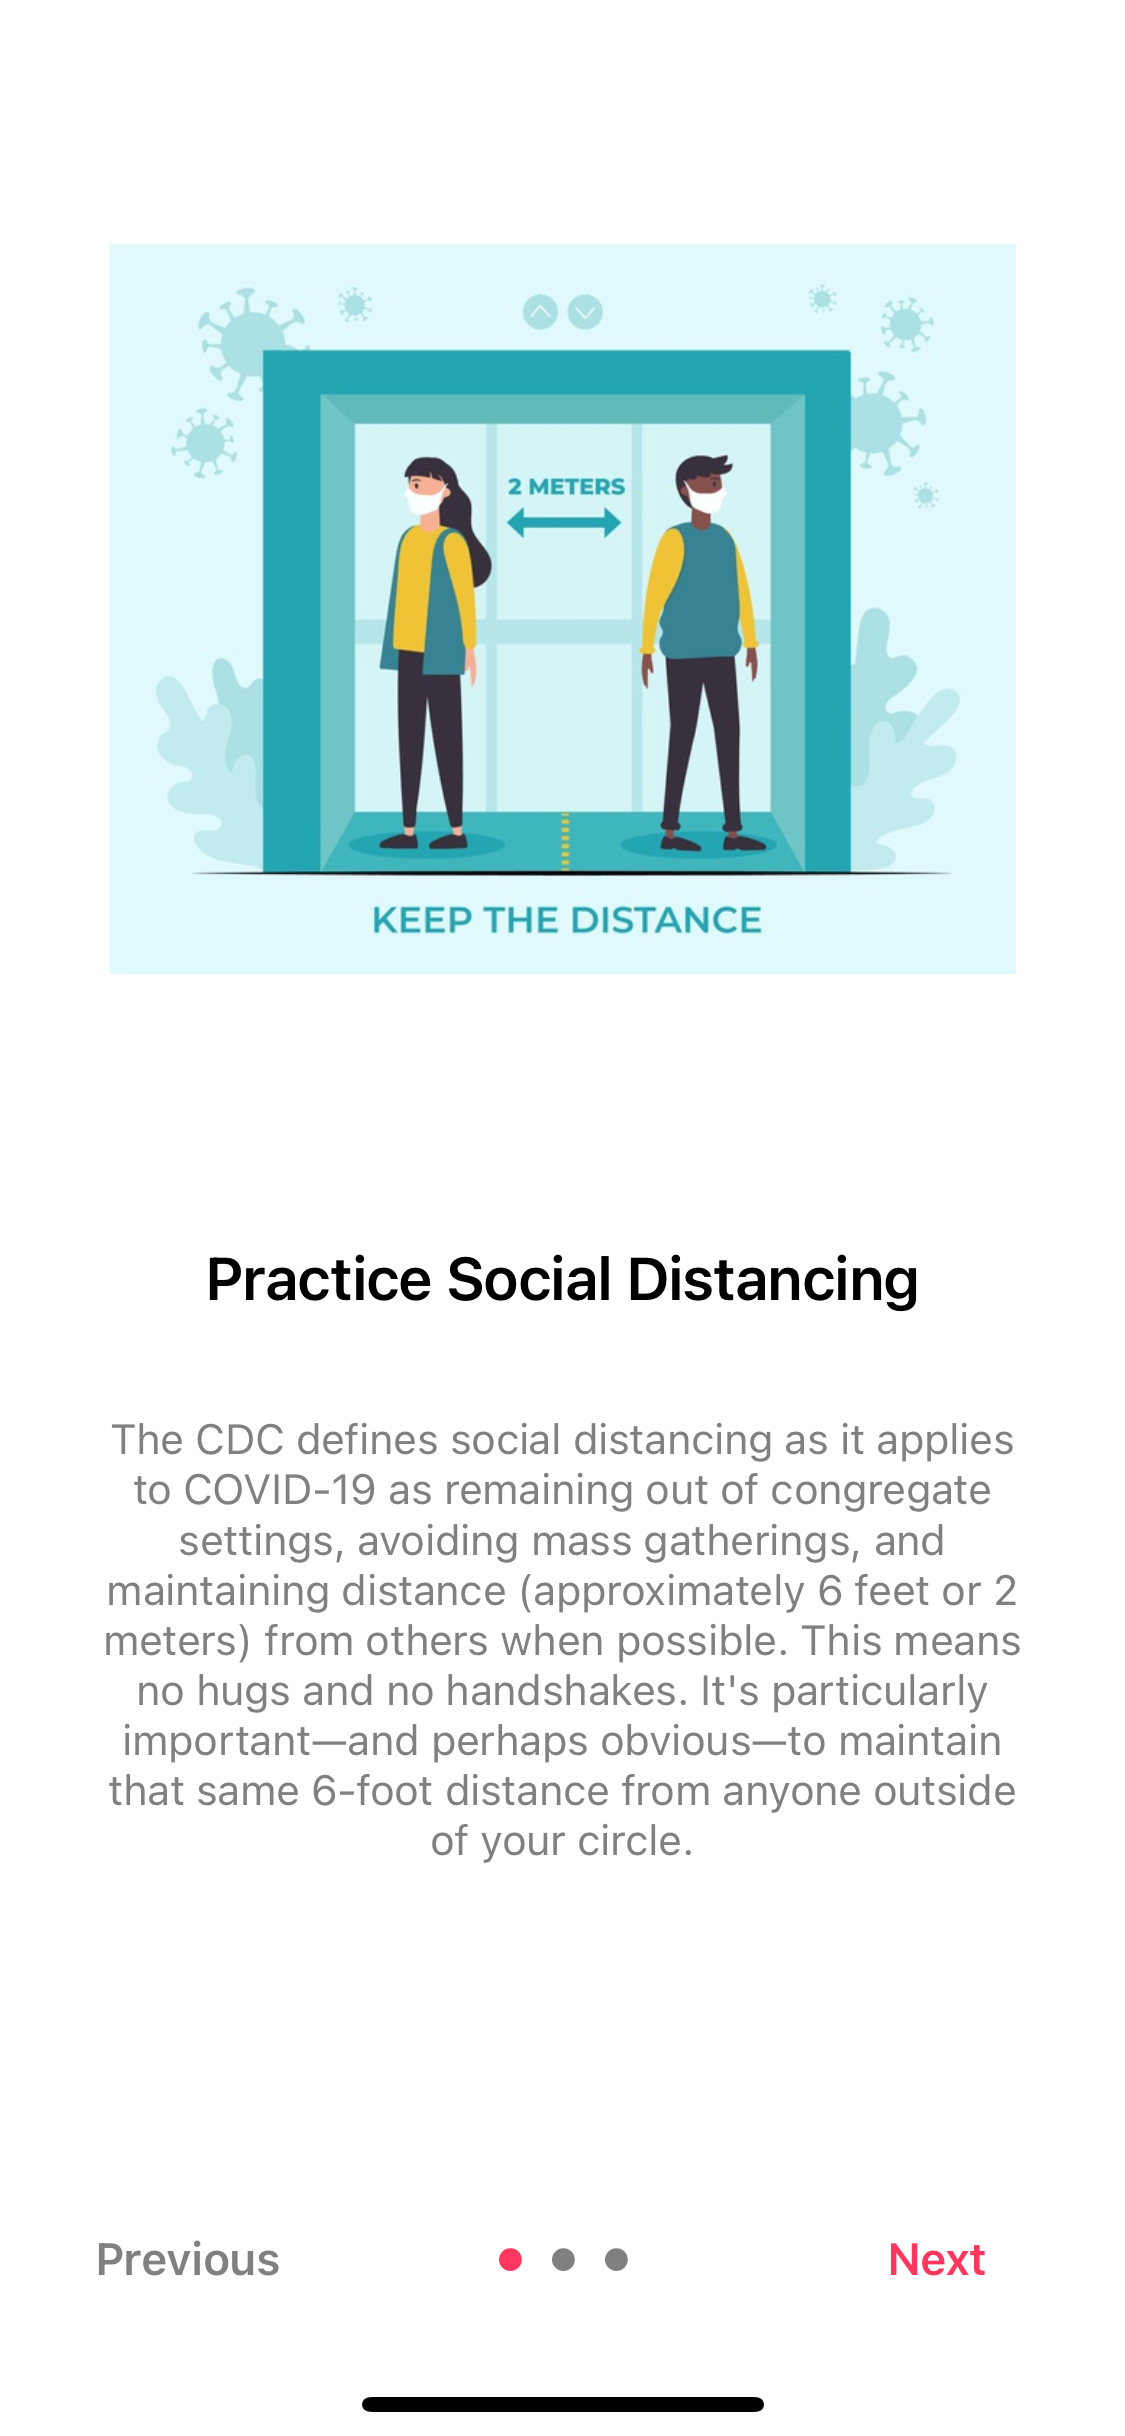 2 METERS
KEEP THE DISTANCE
Practice Social Distancing
The CDC defines social distancing as it applies
to COVID-19 as remaining out of congregate
settings, avoiding mass gatherings, and
maintaining distance (approximately 6 feet or 2
meters) from others when possible. This means
no hugs and no handshakes. It's particularly
important—and perhaps obvious—to maintain
that same 6-foot distance from anyone outside
of your circle.
Previous
Next